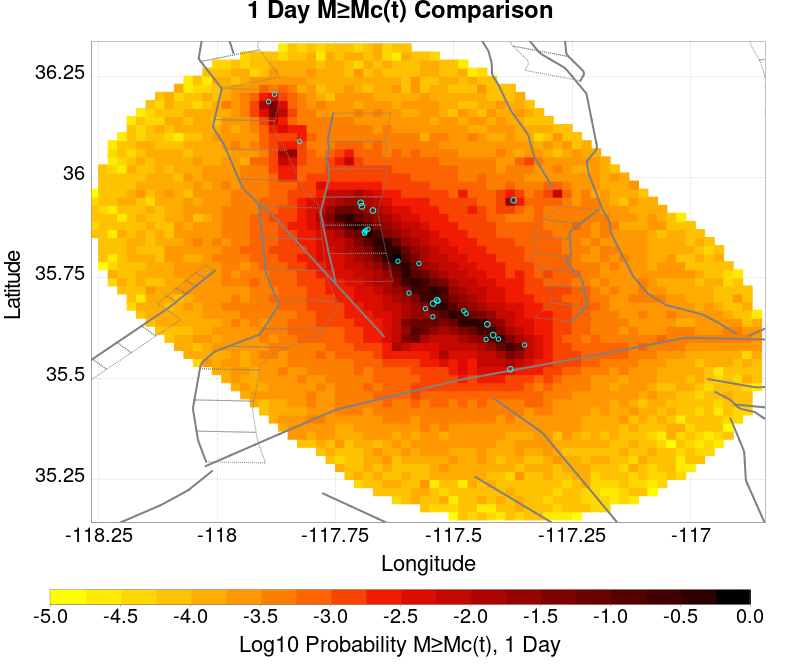 1 Day M≥Mc(t) Comparison
36.25
36
35.75
35.5
35.25
Latitude
-118.25 -118 -117.75 -117.5 -117.25 -117
Longitude
-5.0 -4.5 -4.0 -3.5 -3.0 -2.5 -2.0 -1.5 -1.0 -0.5 0.0
Log10 Probability M≥Mc(t), 1 Day